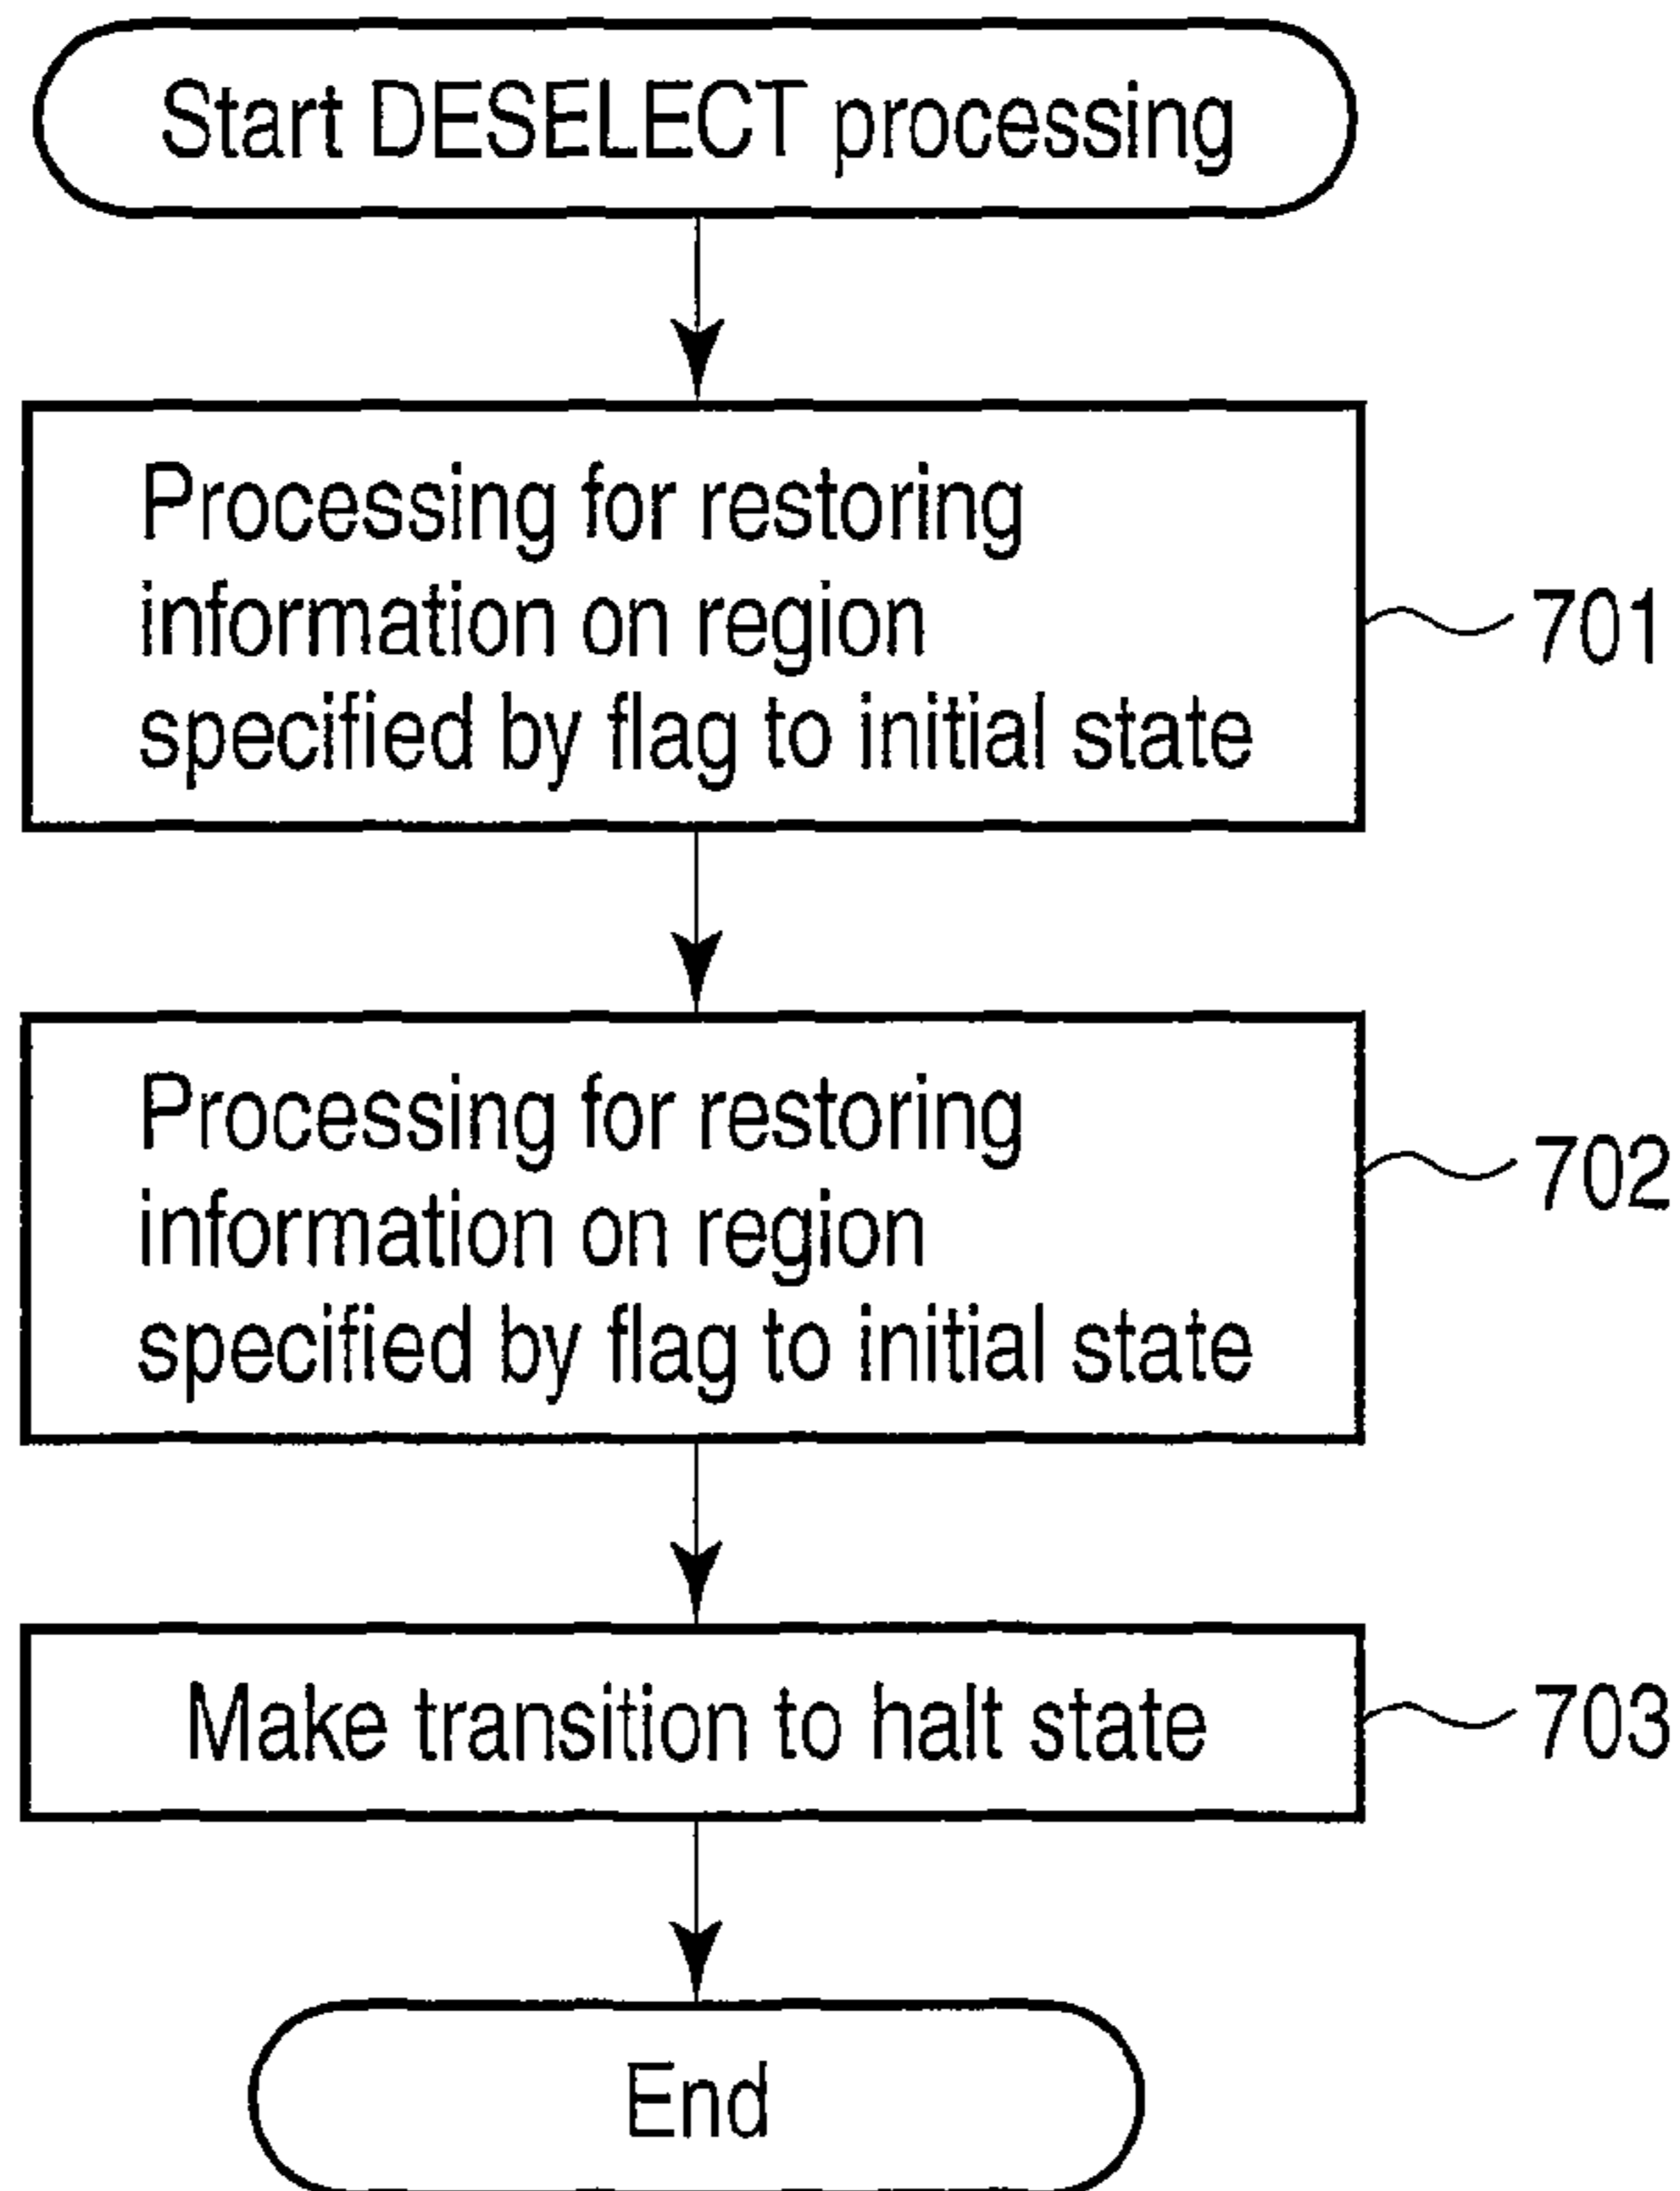 Start DESELECT processing
Processing for restoring
information on region
specified by flag to initial state
701
Processing for restoring
information on region
specified by flag to initial state
702
Make transition to halt state
703
End